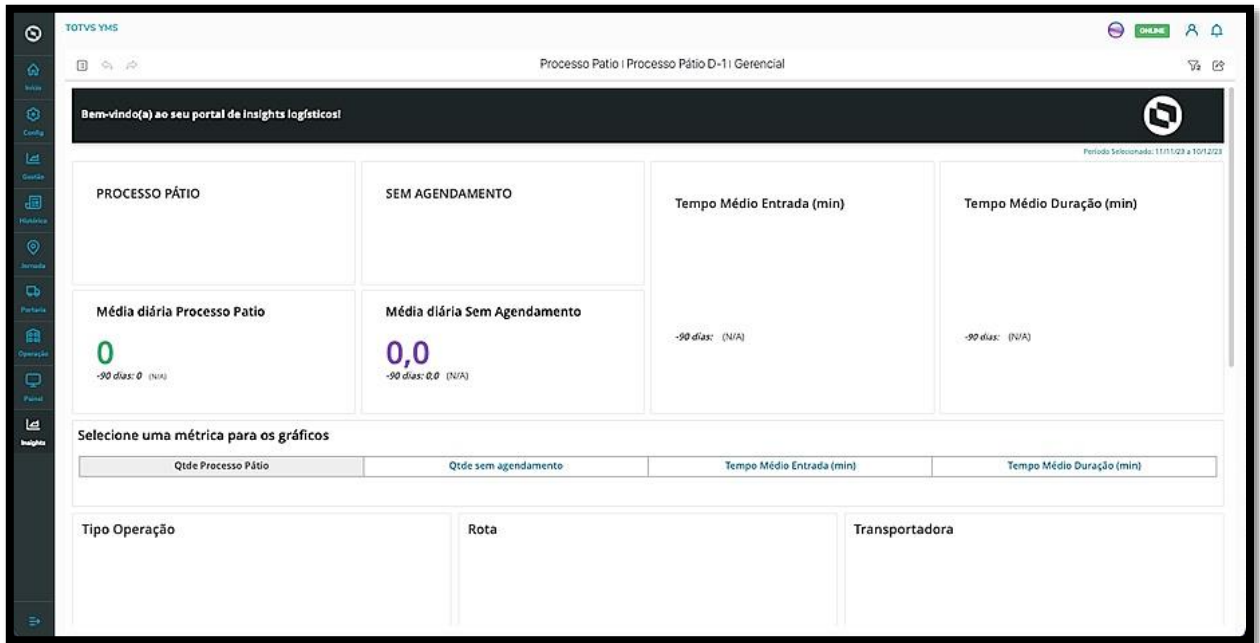 TOTVS YMS
ONLINE
Início
Config
Gestão
Histórico
Jornada
Portaria
Operação
Painel
Insights
Processo Patio | Processo Pátio D-1 | Gerencial
Bem-vindo(a) ao seu portal de insights logísticos!
Período Selecionado: 11/11/23 a 10/12/23
PROCESSO PÁTIO
SEM AGENDAMENTO
Tempo Médio Entrada (min)
Tempo Médio Duração (min)
Média diária Processo Patio
Média diária Sem Agendamento
0
0,0
-90 dias: 0 (N/A)
-90 dias: 0,0 (N/A)
-90 dias: (N/A)
-90 dias: (N/A)
Selecione uma métrica para os gráficos
Qtde Processo Pátio
Qtde sem agendamento
Tempo Médio Entrada (min)
Tempo Médio Duração (min)
Tipo Operação
Rota
Transportadora